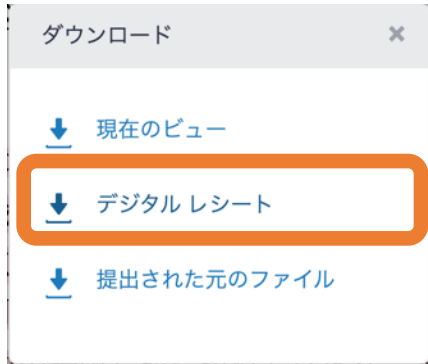 ダウンロード
現在のビュー
デジタル レシート
提出された元のファイル